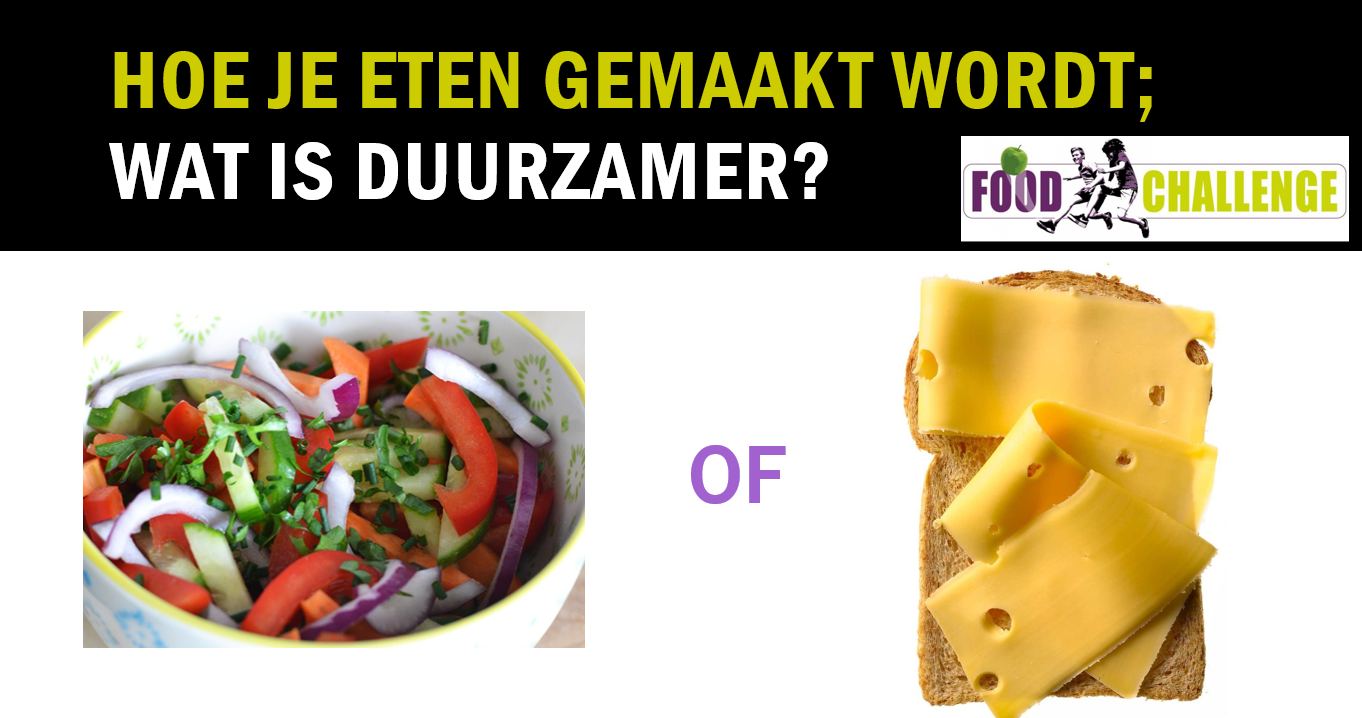 HOE JE ETEN GEMAAKT WORDT;
WAT IS DUURZAMER?
FOOD CHALLENGE
OF